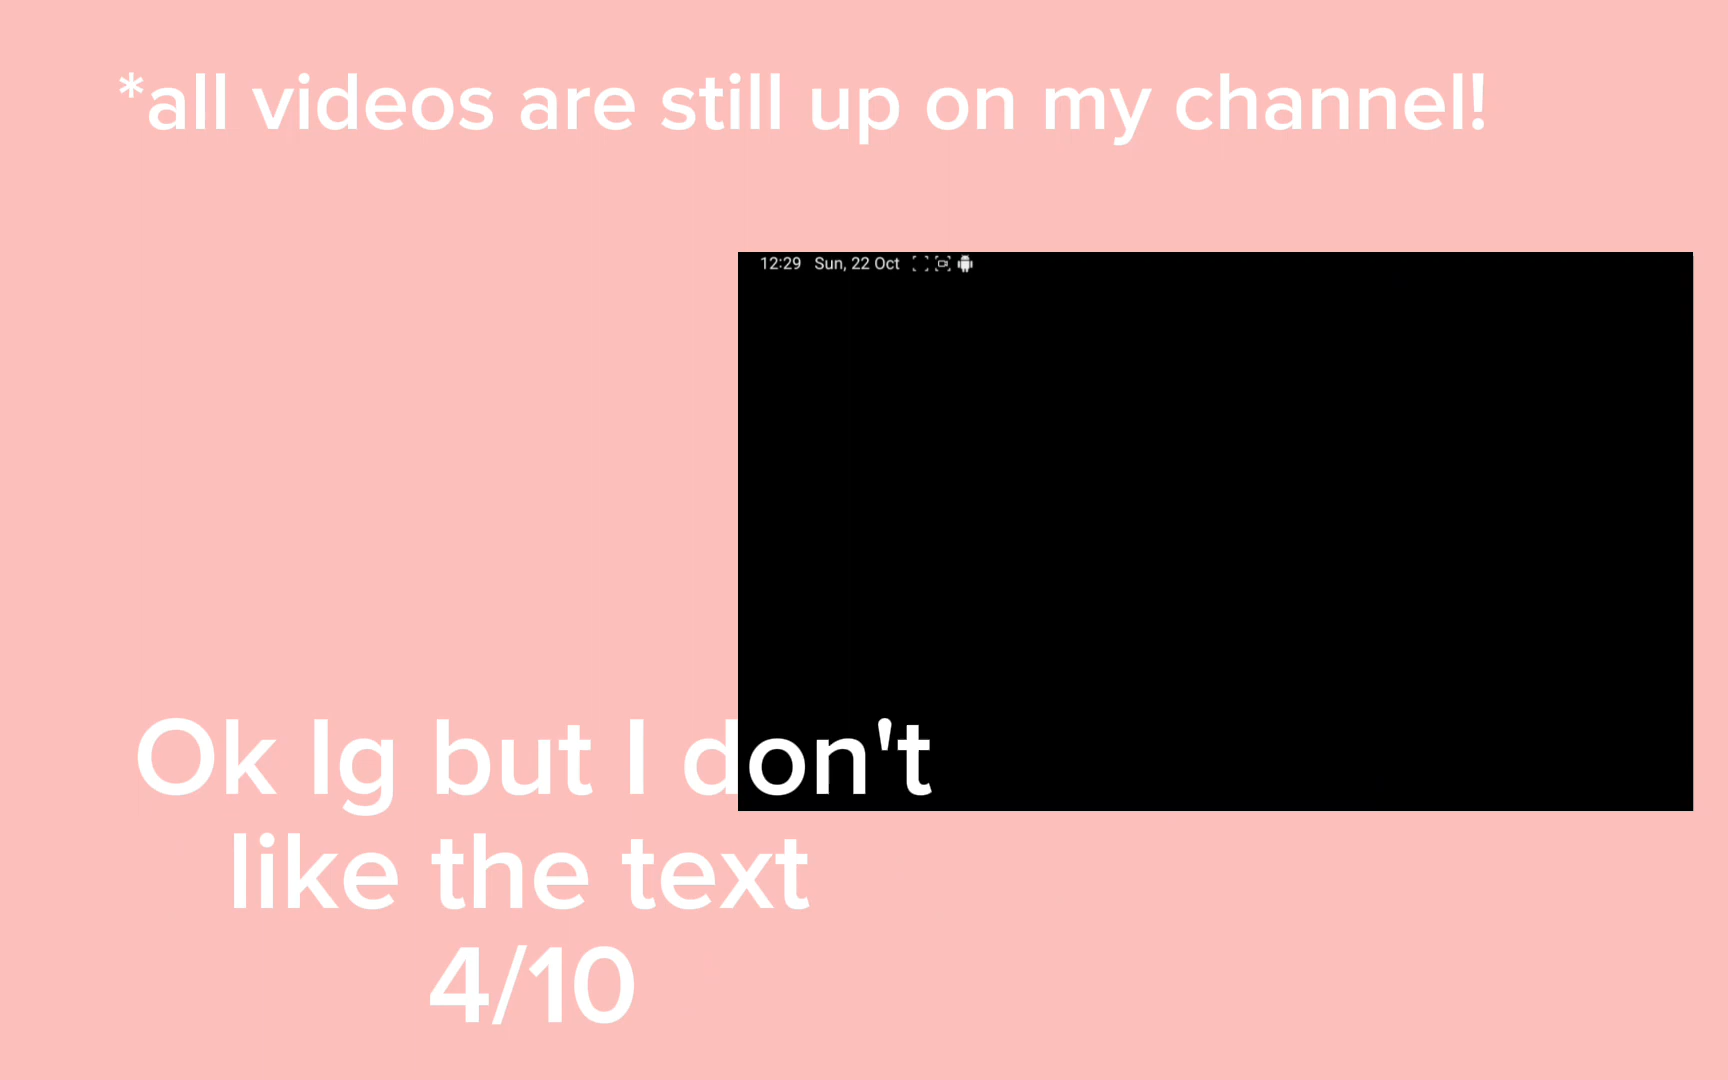 *all videos are still up on my channel!
12:29 Sun, 22 Oct
Ok Ig but I don't
like the text
4/10